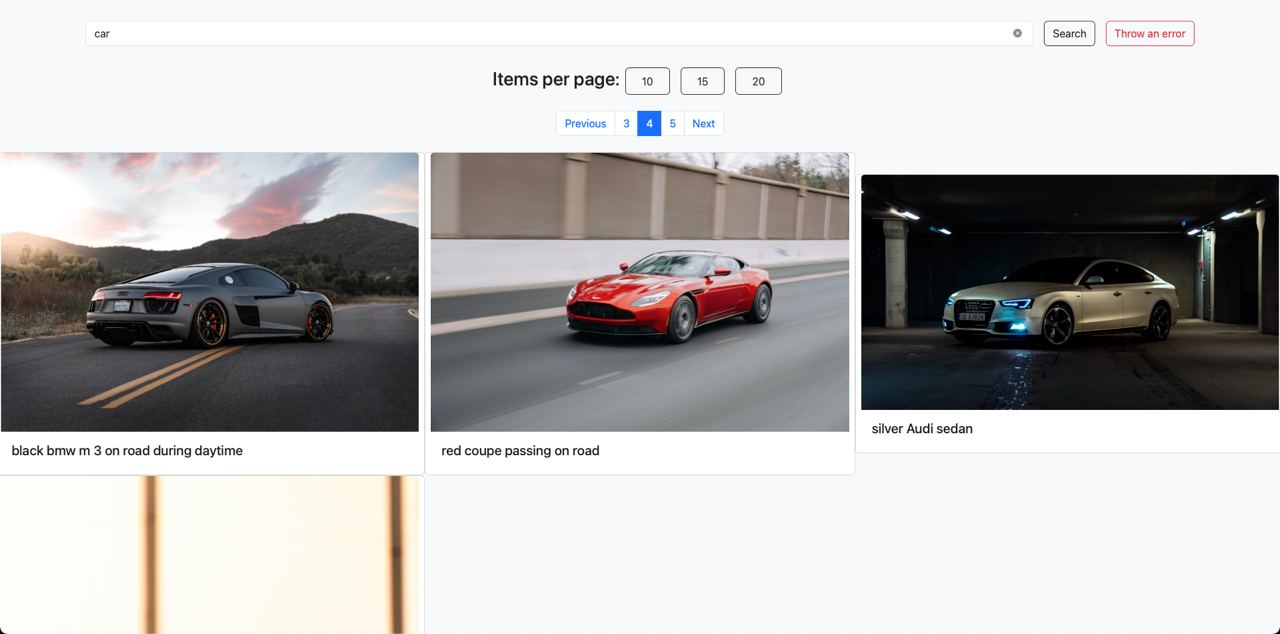 car
Search
Throw an error
Items per page:
10
15
20
Previous
3
4
5
Next
black bmw m 3 on road during daytime
red coupe passing on road
silver Audi sedan